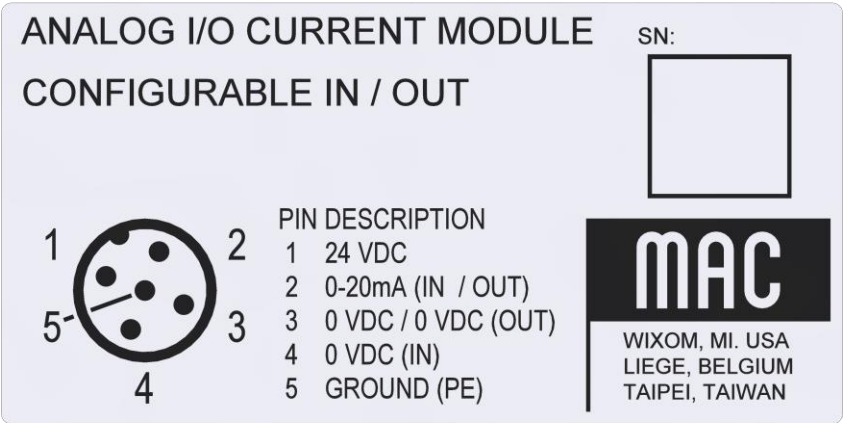 ANALOG I/O CURRENT MODULE
CONFIGURABLE IN / OUT
SN:
1
2
5
3
4
PIN DESCRIPTION
1 24 VDC
2 0-20mA (IN / OUT)
3 0 VDC / 0 VDC (OUT)
4 0 VDC (IN)
5 GROUND (PE)
MAC
WIXOM, MI. USA
LIEGE, BELGIUM
TAIPEI, TAIWAN